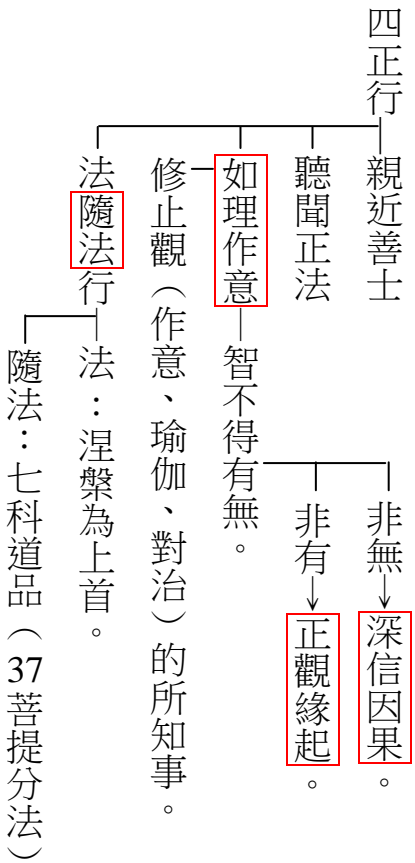 四正行
親近善士
聽聞正法
如理作意
智不得有無。
非無→深信因果。
非有→正觀緣起。
修止觀（作意、瑜伽、對治）的所知事。
法隨法行
法：涅槃為上首。
隨法：七科道品（37菩提分法）